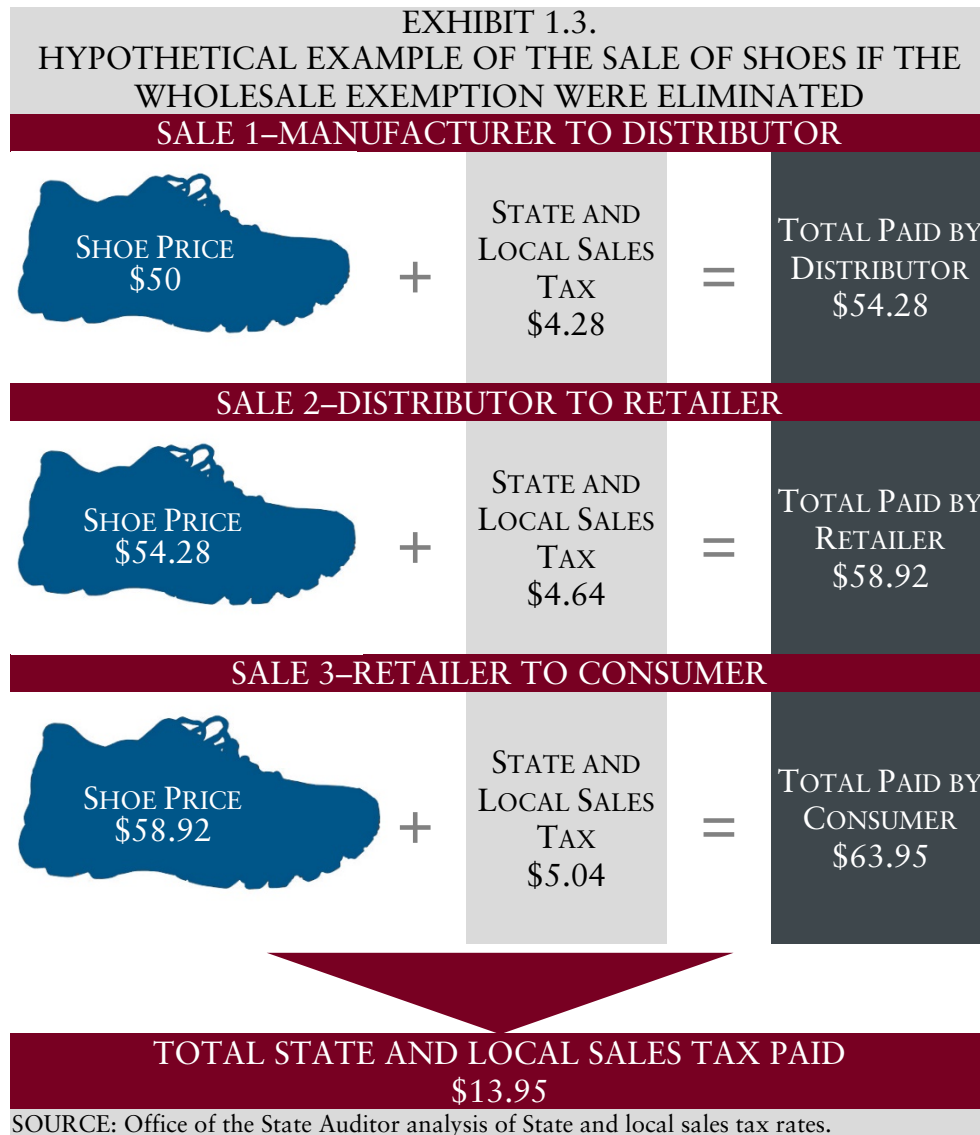 EXHIBIT 1.3.
HYPOTHETICAL EXAMPLE OF THE SALE OF SHOES IF THE
WHOLESALE EXEMPTION WERE ELIMINATED
SALE 1–MANUFACTURER TO DISTRIBUTOR
SHOE PRICE
$50
+
STATE AND
LOCAL SALES
TAX
$4.28
=
TOTAL PAID BY
DISTRIBUTOR
$54.28
SALE 2–DISTRIBUTOR TO RETAILER
SHOE PRICE
$54.28
+
STATE AND
LOCAL SALES
TAX
$4.64
=
TOTAL PAID BY
RETAILER
$58.92
SALE 3–RETAILER TO CONSUMER
SHOE PRICE
$58.92
+
STATE AND
LOCAL SALES
TAX
$5.04
=
TOTAL PAID BY
CONSUMER
$63.95
TOTAL STATE AND LOCAL SALES TAX PAID
$13.95
SOURCE: Office of the State Auditor analysis of State and local sales tax rates.